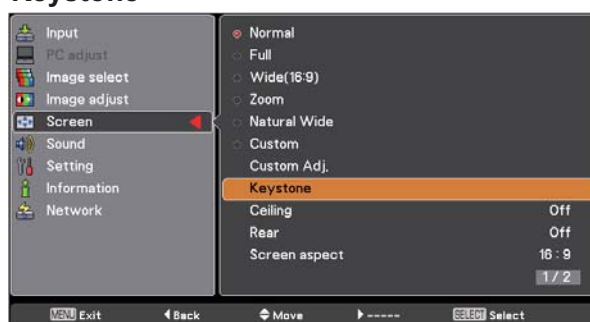 Keystone
Input
PC adjust
Image select
Image adjust
Screen
Sound
Setting
Information
Network
Normal
Full
Wide(16:9)
Zoom
Natural Wide
Custom
Custom Adj.
Keystone
Ceiling Off
Rear Off
Screen aspect 16 : 9
1 / 2
MENU Exit Back Move ----- SELECT Select